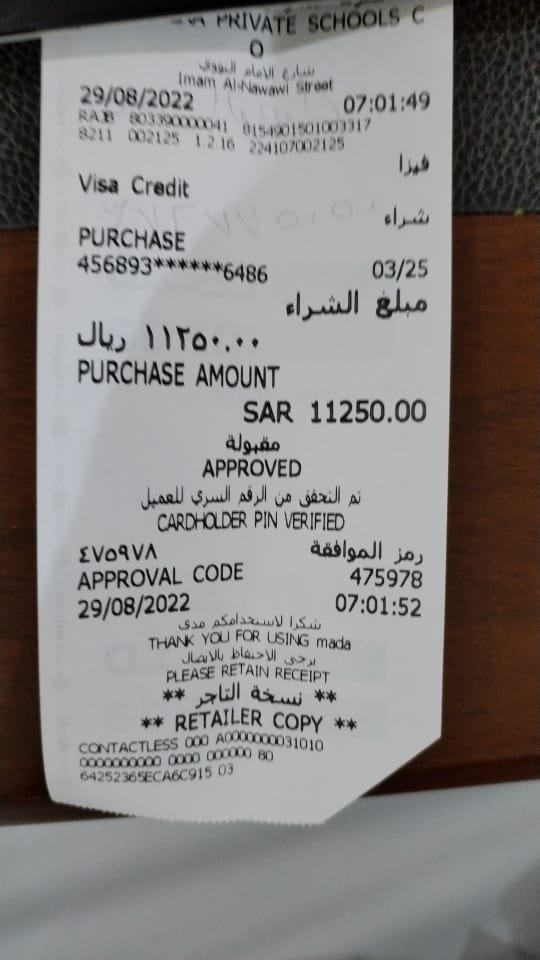 PRIVATE SCHOOLS C
O
شارع الامام النووي
Imam Al-Nawawi Street
29/08/2022 07:01:49
RAJB 803390000041 8154901501003317
8211 002125 1.2.16 224107002125
فيزا
Visa Credit
شراء
PURCHASE
456893******6486 03/25
مبلغ الشراء
١١٢٥٠.٠٠ ريال
PURCHASE AMOUNT
SAR 11250.00
مقبولة
APPROVED
تم التحقق من الرقم السري للعميل
CARDHOLDER PIN VERIFIED
رمز الموافقة ٤٧٥٩٧٨
APPROVAL CODE 475978
29/08/2022 07:01:52
شكرا لاستخدامكم مدى
THANK YOU FOR USING mada
يرجى الاحتفاظ بالايصال
PLEASE RETAIN RECEIPT
** نسخة التاجر **
** RETAILER COPY **
CONTACTLESS 000 A0000000031010
0000000000 0000 000000 80
64252365ECA6C915 03